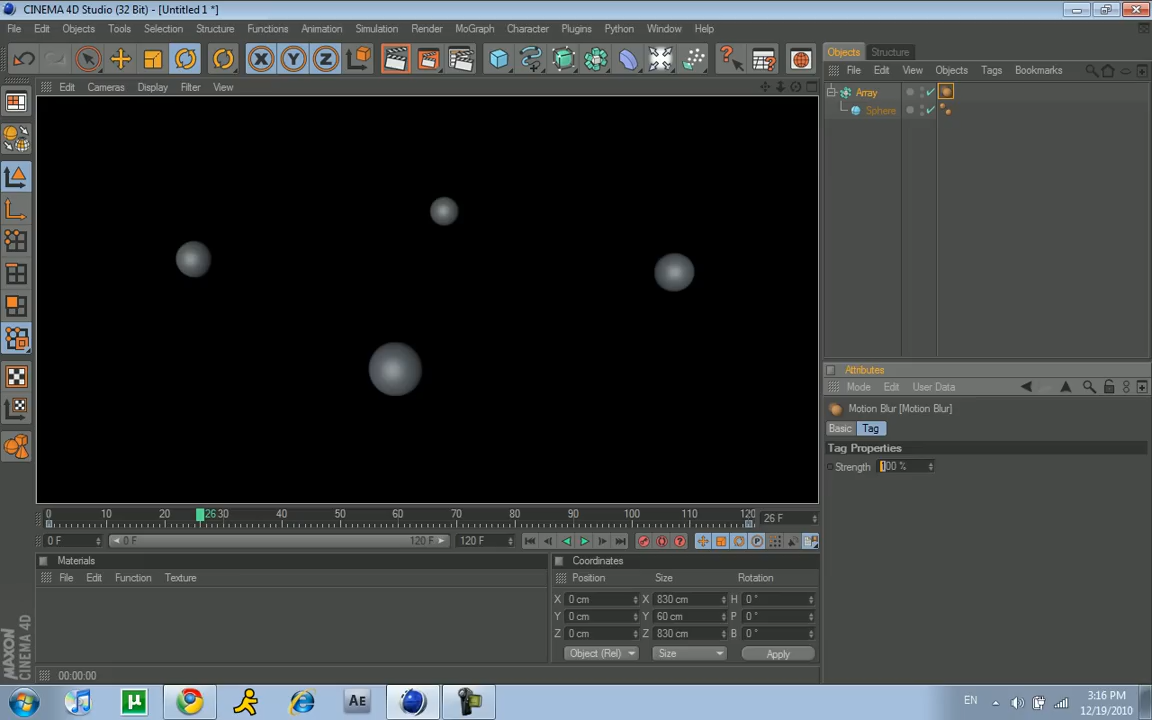 CINEMA 4D Studio (32 Bit) - [Untitled 1 *]
File Edit Objects Tools Selection Structure Functions Animation Simulation Render MoGraph Character Plugins Python Window Help
X Y Z
Objects Structure
File Edit View Objects Tags Bookmarks
Edit Cameras Display Filter View
Array
Sphere
Attributes
Mode Edit User Data
Motion Blur [Motion Blur]
Basic Tag
Tag Properties
Strength 100 %
0 10 20 26 30 40 50 60 70 80 90 100 110 120
26 F
0 F 0 F 120 F 120 F
Materials
File Edit Function Texture
Coordinates
Position Size Rotation
X 0 cm X 830 cm H 0 °
Y 0 cm Y 60 cm P 0 °
Z 0 cm Z 830 cm B 0 °
Object (Rel) Size Apply
MAXON
CINEMA 4D
00:00:00
Ae
EN
3:16 PM
12/19/2010